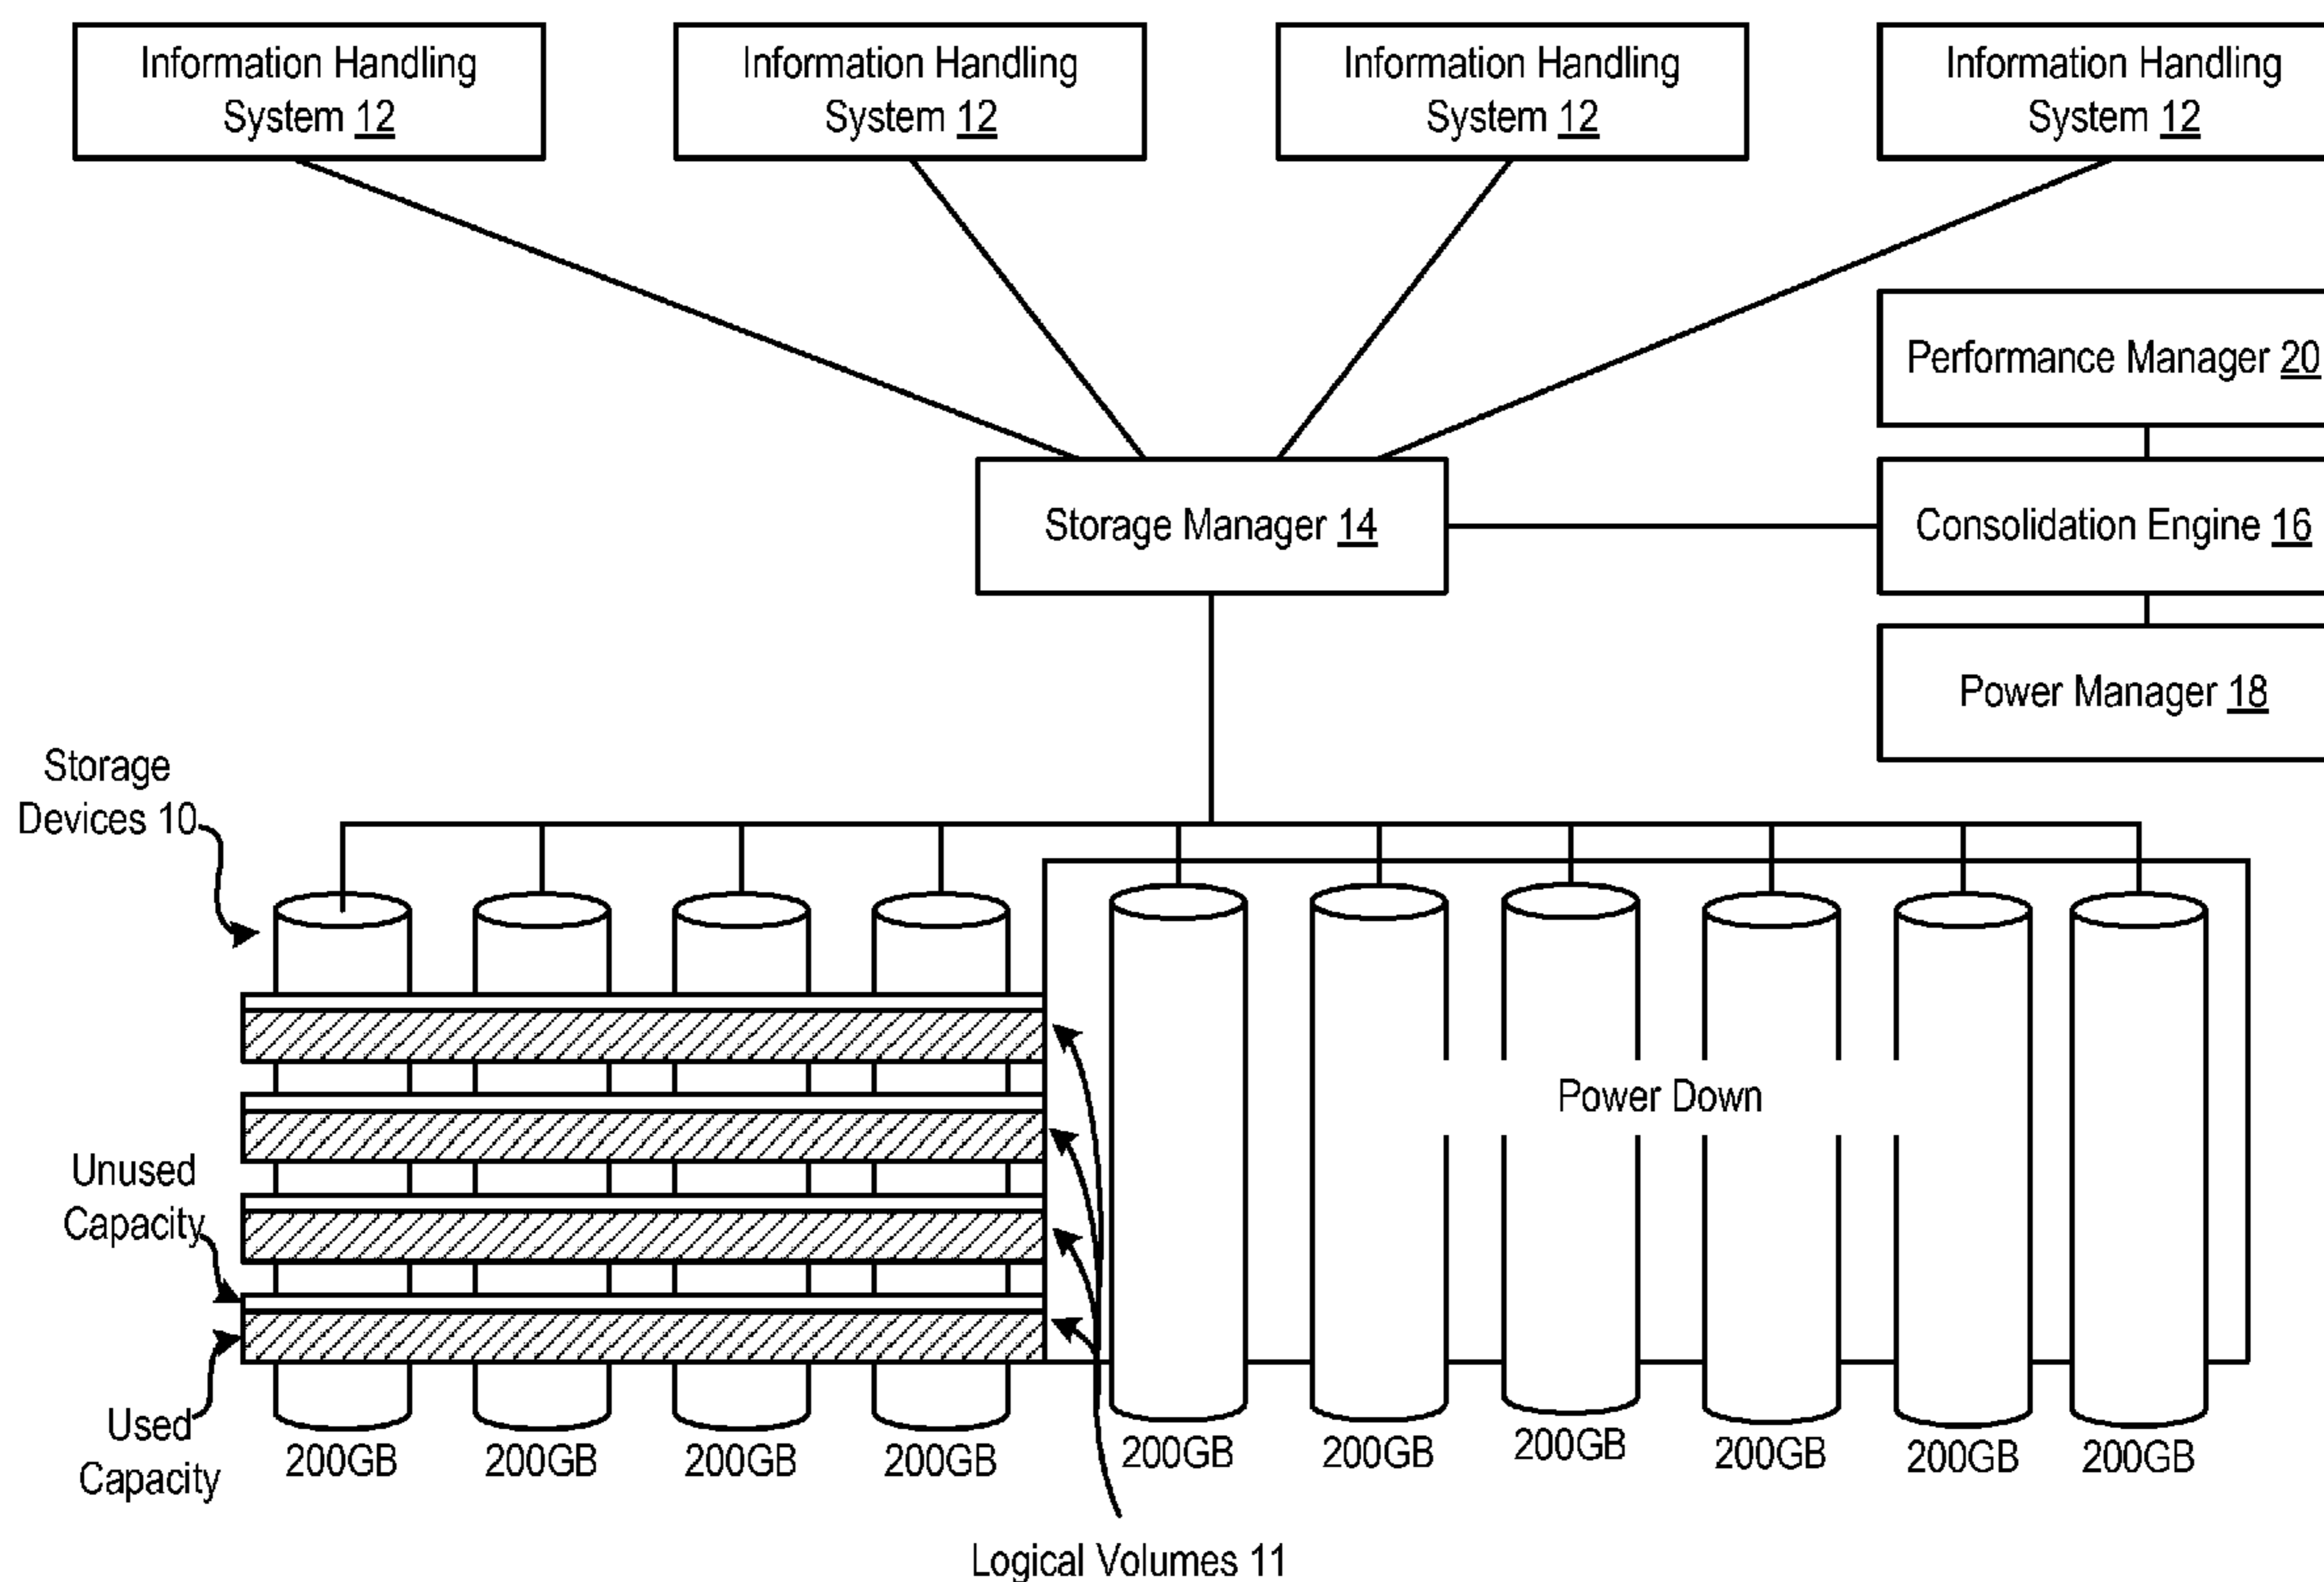 Information Handling
System 12
Information Handling
System 12
Information Handling
System 12
Information Handling
System 12
Performance Manager 20
Storage Manager 14
Consolidation Engine 16
Power Manager 18
Storage
Devices 10
Power Down
Unused
Capacity
Used
Capacity
200GB
200GB
200GB
200GB
200GB
200GB
200GB
200GB
200GB
200GB
Logical Volumes 11